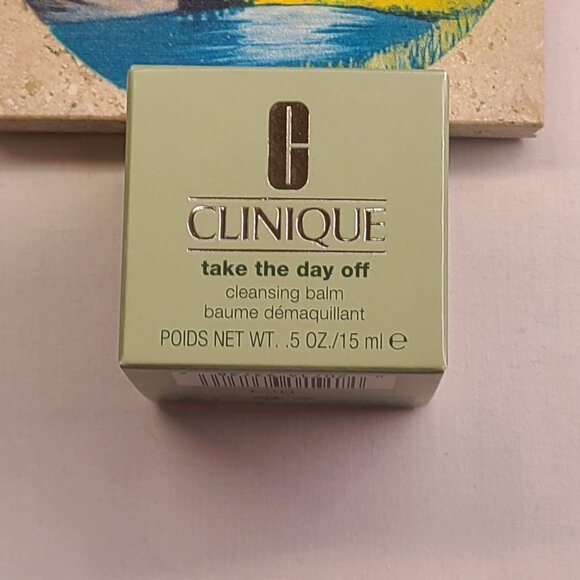 C
CLINIQUE
take the day off
cleansing balm
baume démaquillant
POIDS NET WT. .5 OZ./15 ml ℮